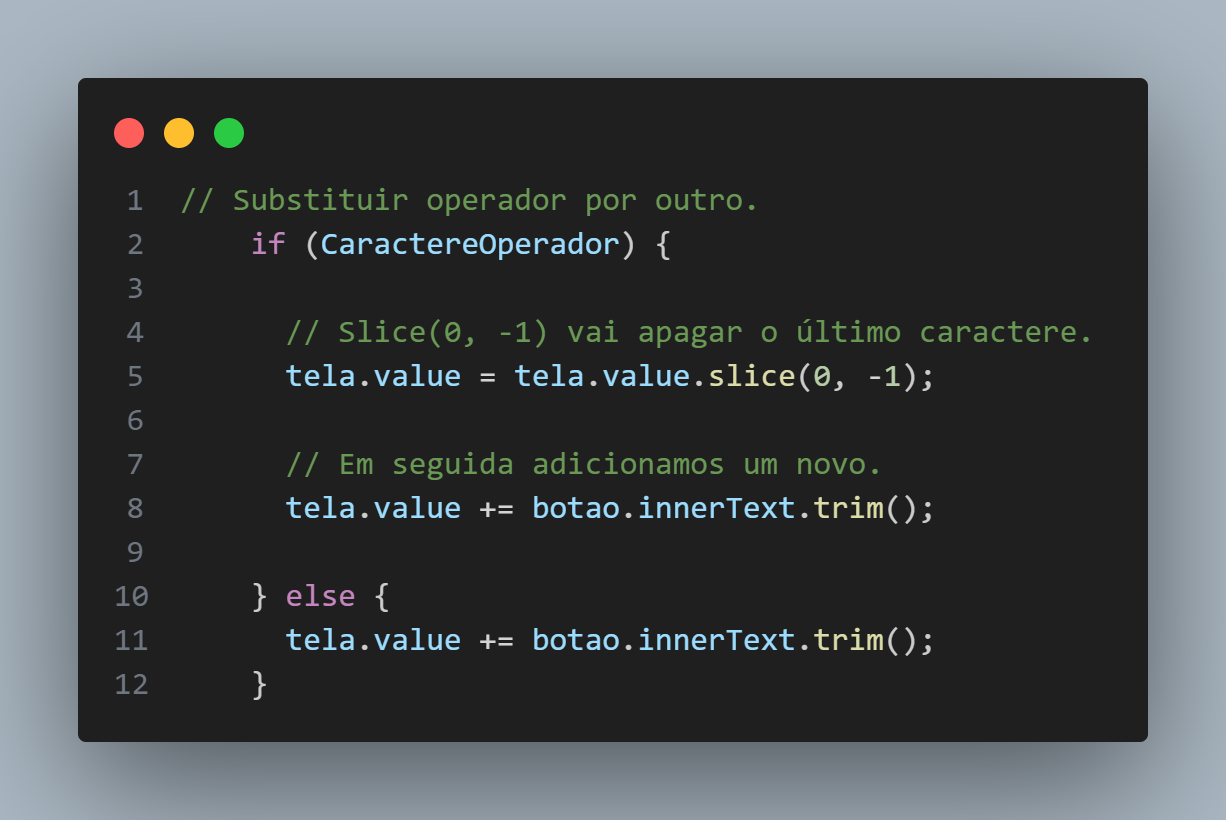 1 // Substituir operador por outro.
2 if (CaractereOperador) {
3
4 // Slice(0, -1) vai apagar o último caractere.
5 tela.value = tela.value.slice(0, -1);
6
7 // Em seguida adicionamos um novo.
8 tela.value += botao.innerText.trim();
9
10 } else {
11 tela.value += botao.innerText.trim();
12 }